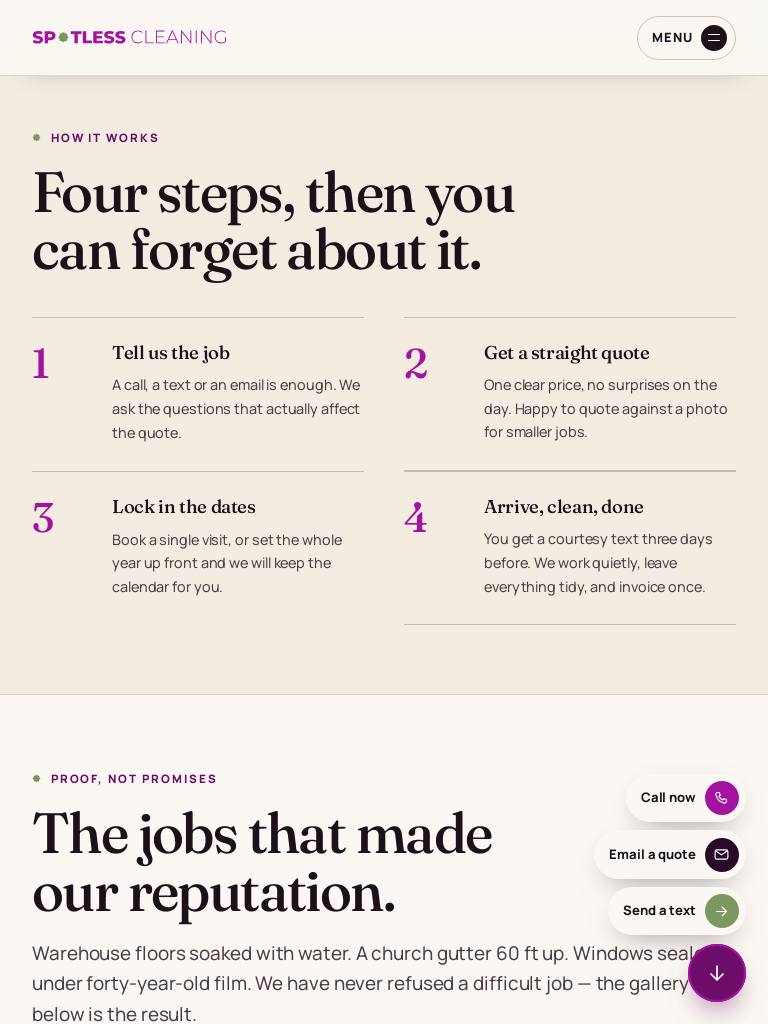 SPOTLESS CLEANING
MENU
HOW IT WORKS
Four steps, then you
can forget about it.
1
Tell us the job
A call, a text or an email is enough. We
ask the questions that actually affect
the quote.
2
Get a straight quote
One clear price, no surprises on the
day. Happy to quote against a photo
for smaller jobs.
3
Lock in the dates
Book a single visit, or set the whole
year up front and we will keep the
calendar for you.
4
Arrive, clean, done
You get a courtesy text three days
before. We work quietly, leave
everything tidy, and invoice once.
PROOF, NOT PROMISES
The jobs that made
our reputation.
Warehouse floors soaked with water. A church gutter 60 ft up. Windows
under forty-year-old film. We have never refused a difficult job — the gallery
below is the result.
Call now
Email a quote
Send a text